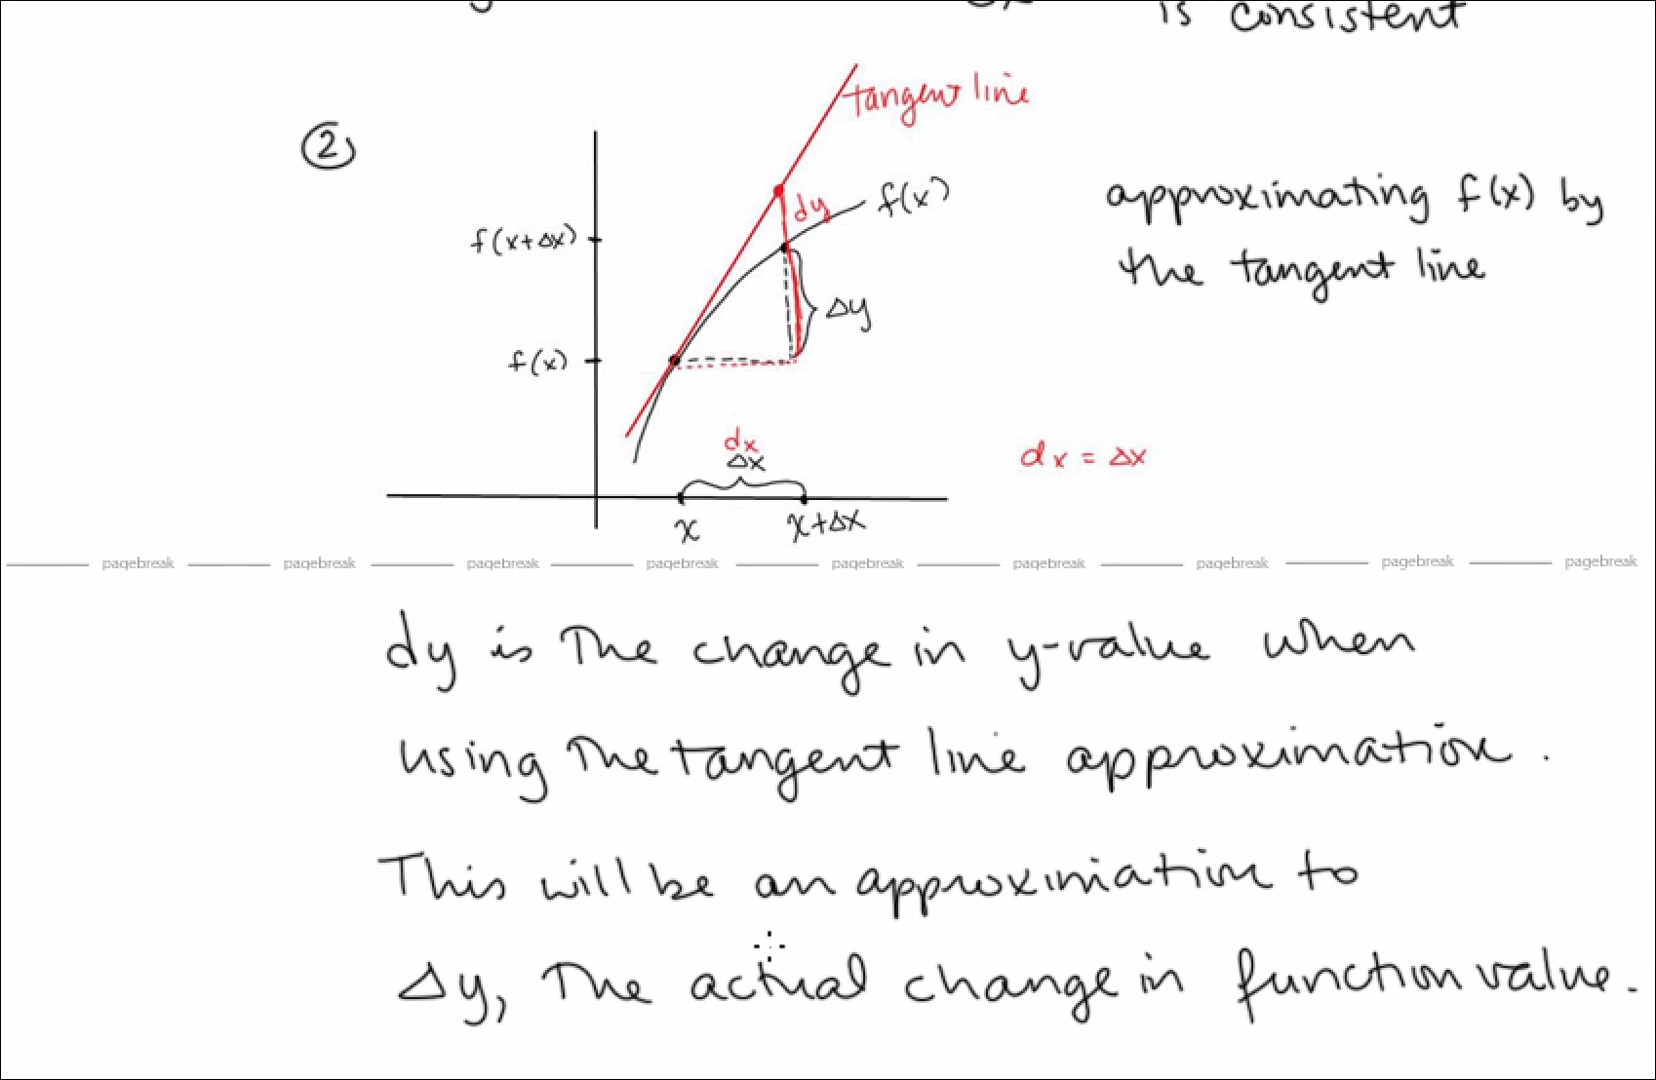 is consistent
②
tangent line
dy
f(x)
f(x+Δx)
Δy
f(x)
approximating f(x) by
the tangent line
dx
Δx
dx = Δx
x
x+Δx
pagebreak pagebreak pagebreak pagebreak pagebreak pagebreak pagebreak pagebreak pagebreak
dy is the change in y-value when
using the tangent line approximation.
This will be an approximation to
Δy, the actual change in function value.